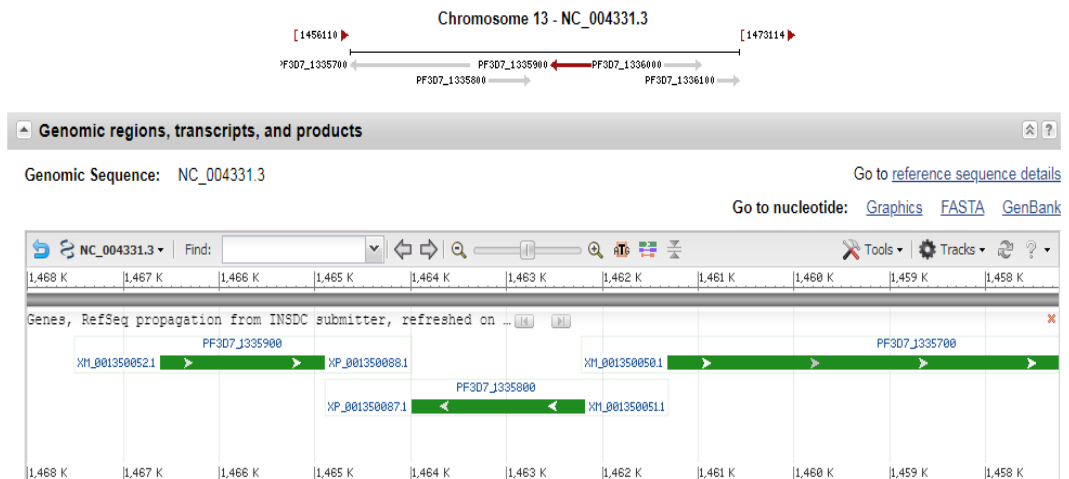 Chromosome 13 - NC_004331.3
[ 1456110 [ 1473114
PF3D7_1335700 PF3D7_1335900 PF3D7_1336000
PF3D7_1335800 PF3D7_1336100
Genomic regions, transcripts, and products ?
Genomic Sequence: NC_004331.3 Go to reference sequence details
Go to nucleotide: Graphics FASTA GenBank
NC_004331.3 Find: Tools Tracks ?
1,468 K 1,467 K 1,466 K 1,465 K 1,464 K 1,463 K 1,462 K 1,461 K 1,460 K 1,459 K 1,458 K
Genes, RefSeq propagation from INSDC submitter, refreshed on …
PF3D7_1335900 PF3D7_1335700
XM_001350052.1 XP_001350088.1 XM_001350050.1
PF3D7_1335800
XP_001350087.1 XM_001350051.1
1,468 K 1,467 K 1,466 K 1,465 K 1,464 K 1,463 K 1,462 K 1,461 K 1,460 K 1,459 K 1,458 K